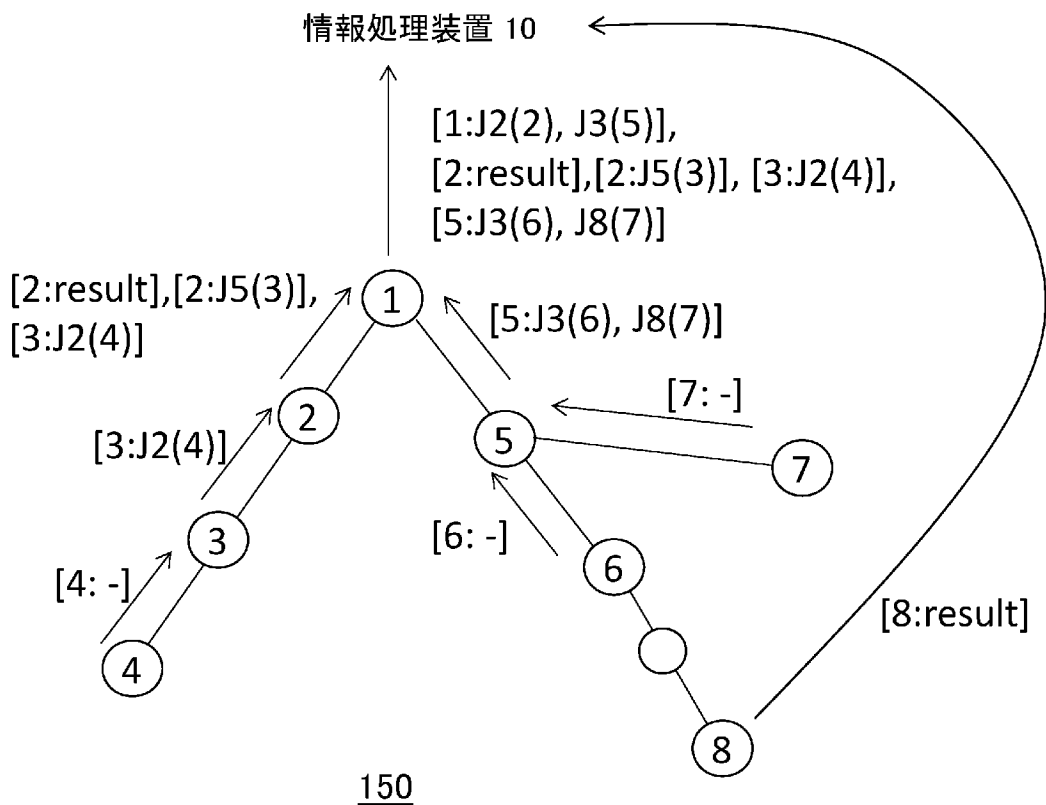 情報処理装置 10
[1:J2(2), J3(5)],
[2:result],[2:J5(3)], [3:J2(4)],
[5:J3(6), J8(7)]
[2:result],[2:J5(3)],
[3:J2(4)]
1
[5:J3(6), J8(7)]
2
[7: -]
[3:J2(4)]
5
7
3
[6: -]
6
[4: -]
[8:result]
4
8
150